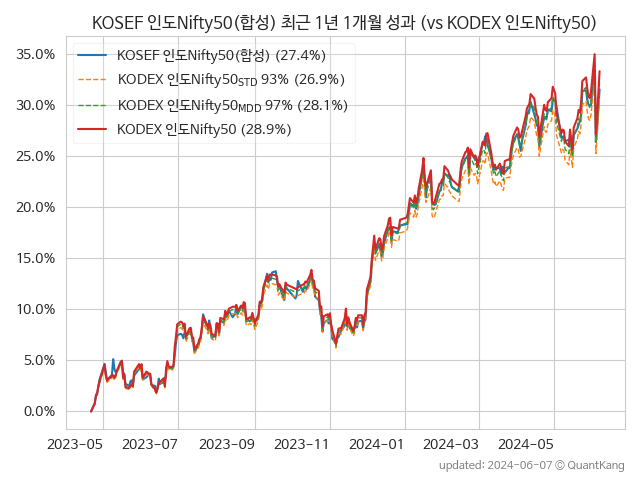 KOSEF 인도Nifty50(합성) 최근 1년 1개월 성과 (vs KODEX 인도Nifty50)
35.0%
30.0%
25.0%
20.0%
15.0%
10.0%
5.0%
0.0%
KOSEF 인도Nifty50(합성) (27.4%)
KODEX 인도Nifty50STD 93% (26.9%)
KODEX 인도Nifty50MDD 97% (28.1%)
KODEX 인도Nifty50 (28.9%)
2023-05 2023-07 2023-09 2023-11 2024-01 2024-03 2024-05
updated: 2024-06-07 © QuantKang